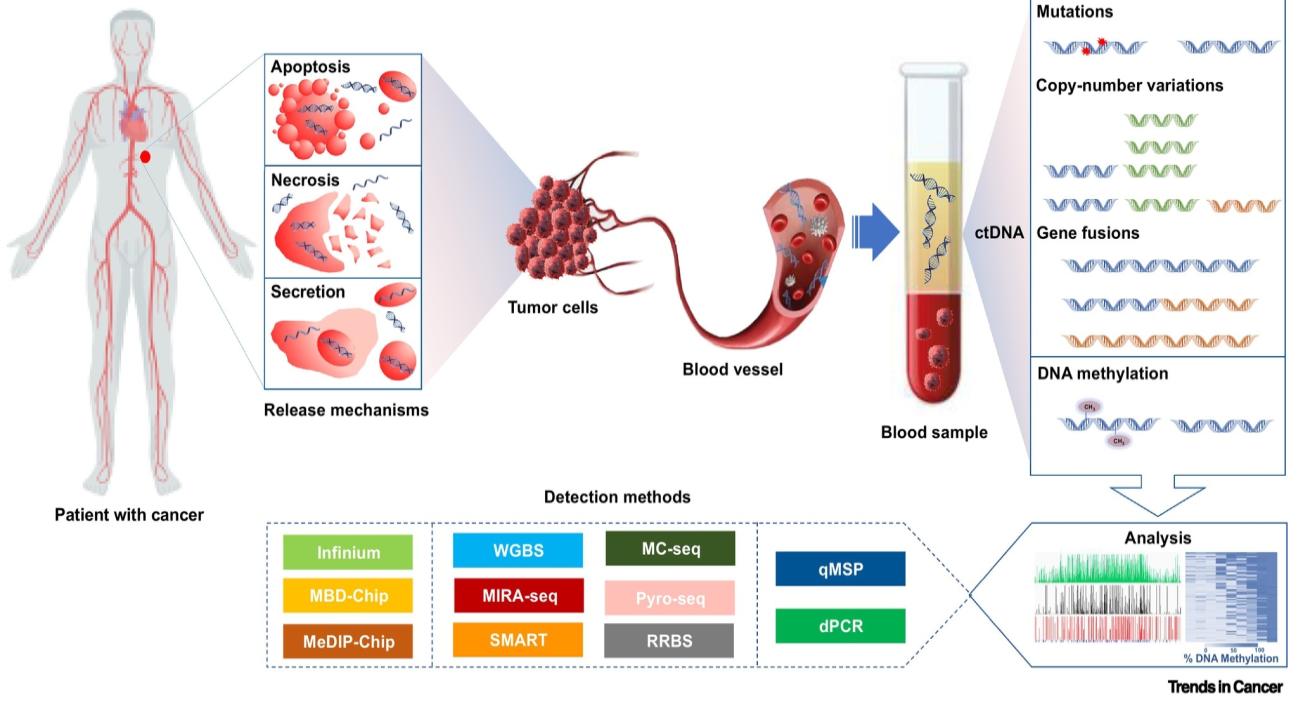 Mutations
Copy-number variations
Gene fusions
ctDNA
DNA methylation
CH3
CH3
Apoptosis
Necrosis
Secretion
Release mechanisms
Tumor cells
Blood vessel
Blood sample
Patient with cancer
Detection methods
Infinium
MBD-Chip
MeDIP-Chip
WGBS
MIRA-seq
SMART
MC-seq
Pyro-seq
RRBS
qMSP
dPCR
Analysis
0 50 100
% DNA Methylation
Trends in Cancer